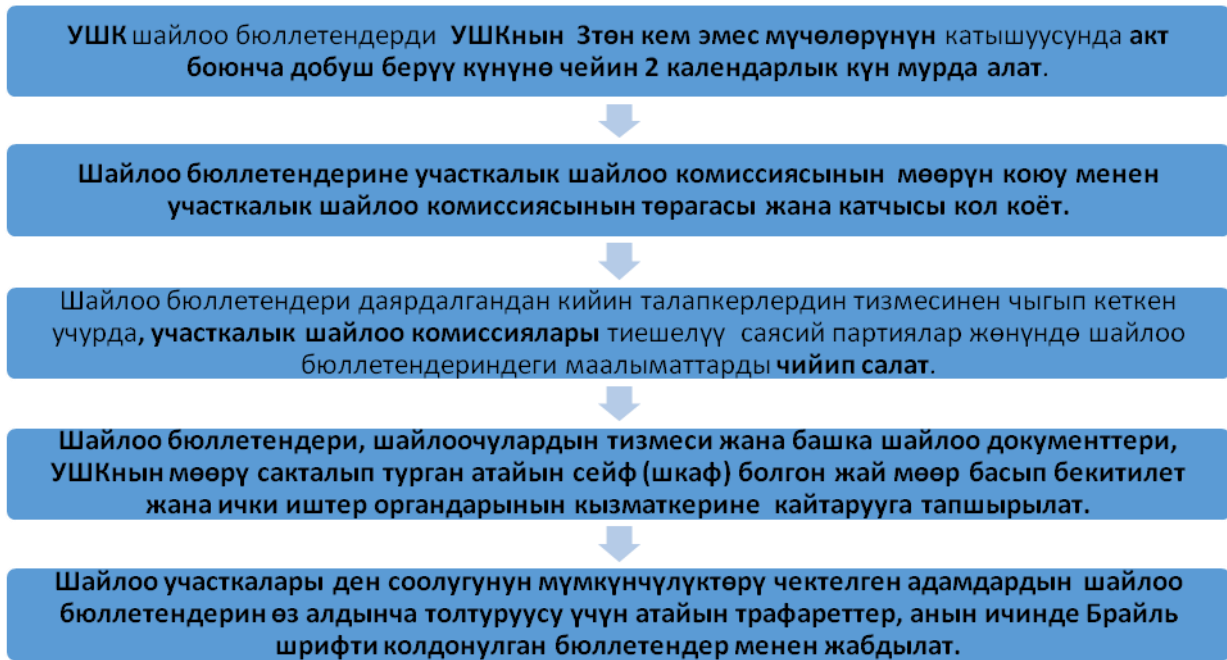 УШК шайлоо бюллетендерди УШКнын 3төн кем эмес мүчөлөрүнүн катышуусунда акт
боюнча добуш берүү күнүнө чейин 2 календарлык күн мурда алат.
Шайлоо бюллетендерине участкалык шайлоо комиссиясынын мөөрүн коюу менен
участкалык шайлоо комиссиясынын төрагасы жана катчысы кол коёт.
Шайлоо бюллетендери даярдалгандан кийин талапкерлердин тизмесинен чыгып кеткен
учурда, участкалык шайлоо комиссиялары тиешелүү саясий партиялар жөнүндө шайлоо
бюллетендериндеги маалыматтарды чийип салат.
Шайлоо бюллетендери, шайлоочулардын тизмеси жана башка шайлоо документтери,
УШКнын мөөрү сакталып турган атайын сейф (шкаф) болгон жай мөөр басып бекитилет
жана ички иштер органдарынын кызматкерине кайтарууга тапшырылат.
Шайлоо участкалары ден соолугунун мүмкүнчүлүктөрү чектелген адамдардын шайлоо
бюллетендерин өз алдынча толтуруусу үчүн атайын трафареттер, анын ичинде Брайль
шрифти колдонулган бюллетендер менен жабдылат.